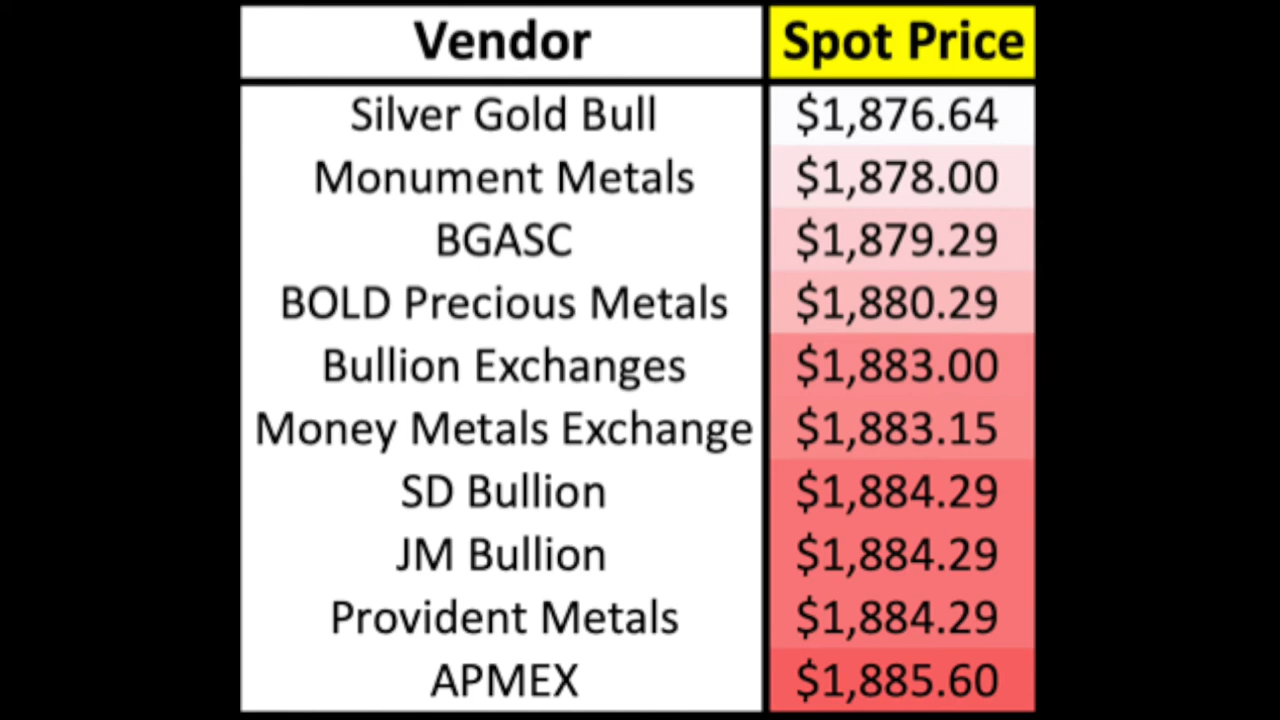 Vendor Spot Price
Silver Gold Bull $1,876.64
Monument Metals $1,878.00
BGASC $1,879.29
BOLD Precious Metals $1,880.29
Bullion Exchanges $1,883.00
Money Metals Exchange $1,883.15
SD Bullion $1,884.29
JM Bullion $1,884.29
Provident Metals $1,884.29
APMEX $1,885.60